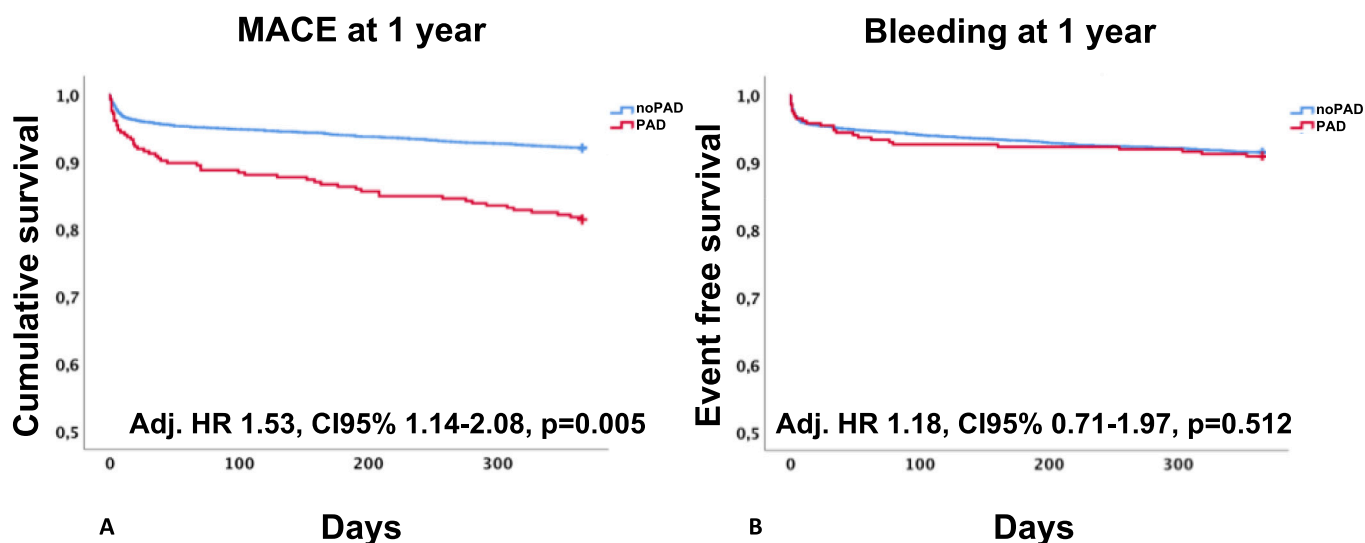 MACE at 1 year
Cumulative survival
1,0
0,9
0,8
0,7
0,6
0,5
noPAD
PAD
Adj. HR 1.53, CI95% 1.14-2.08, p=0.005
0 100 200 300
A Days
Bleeding at 1 year
Event free survival
1,0
0,9
0,8
0,7
0,6
0,5
noPAD
PAD
Adj. HR 1.18, CI95% 0.71-1.97, p=0.512
0 100 200 300
B Days